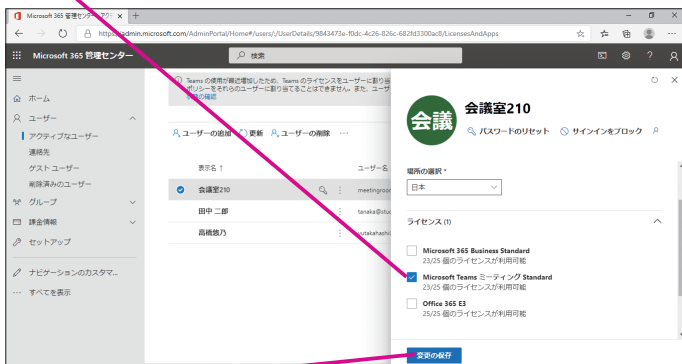 Microsoft 365 管理センター - アク
https://admin.microsoft.com/AdminPortal/Home#/users/:/UserDetails/9843473e-f0dc-4c26-826c-682fd3300ac8/LicensesAndApps
Microsoft 365 管理センター
検索
ホーム
ユーザー
アクティブなユーザー
連絡先
ゲスト ユーザー
削除済みのユーザー
グループ
課金情報
セットアップ
ナビゲーションのカスタマ...
すべてを表示
Teams の使用が最近増加したため、Teams のライセンスをユーザーに割り当
ポリシーをそれらのユーザーに割り当てることはできません。また、ユーザ
の確認
ユーザーの追加 更新 ユーザーの削除 ...
表示名 ↑ ユーザー名
会議室210 meetingroom
田中 二郎 tanaka@stu
高橋悠乃 yutakahashi
会議
会議室210
パスワードのリセット サインインをブロック
場所の選択 *
日本
ライセンス (1)
Microsoft 365 Business Standard
23/25 個のライセンスが利用可能
Microsoft Teams ミーティング Standard
23/25 個のライセンスが利用可能
Office 365 E3
25/25 個のライセンスが利用可能
変更の保存